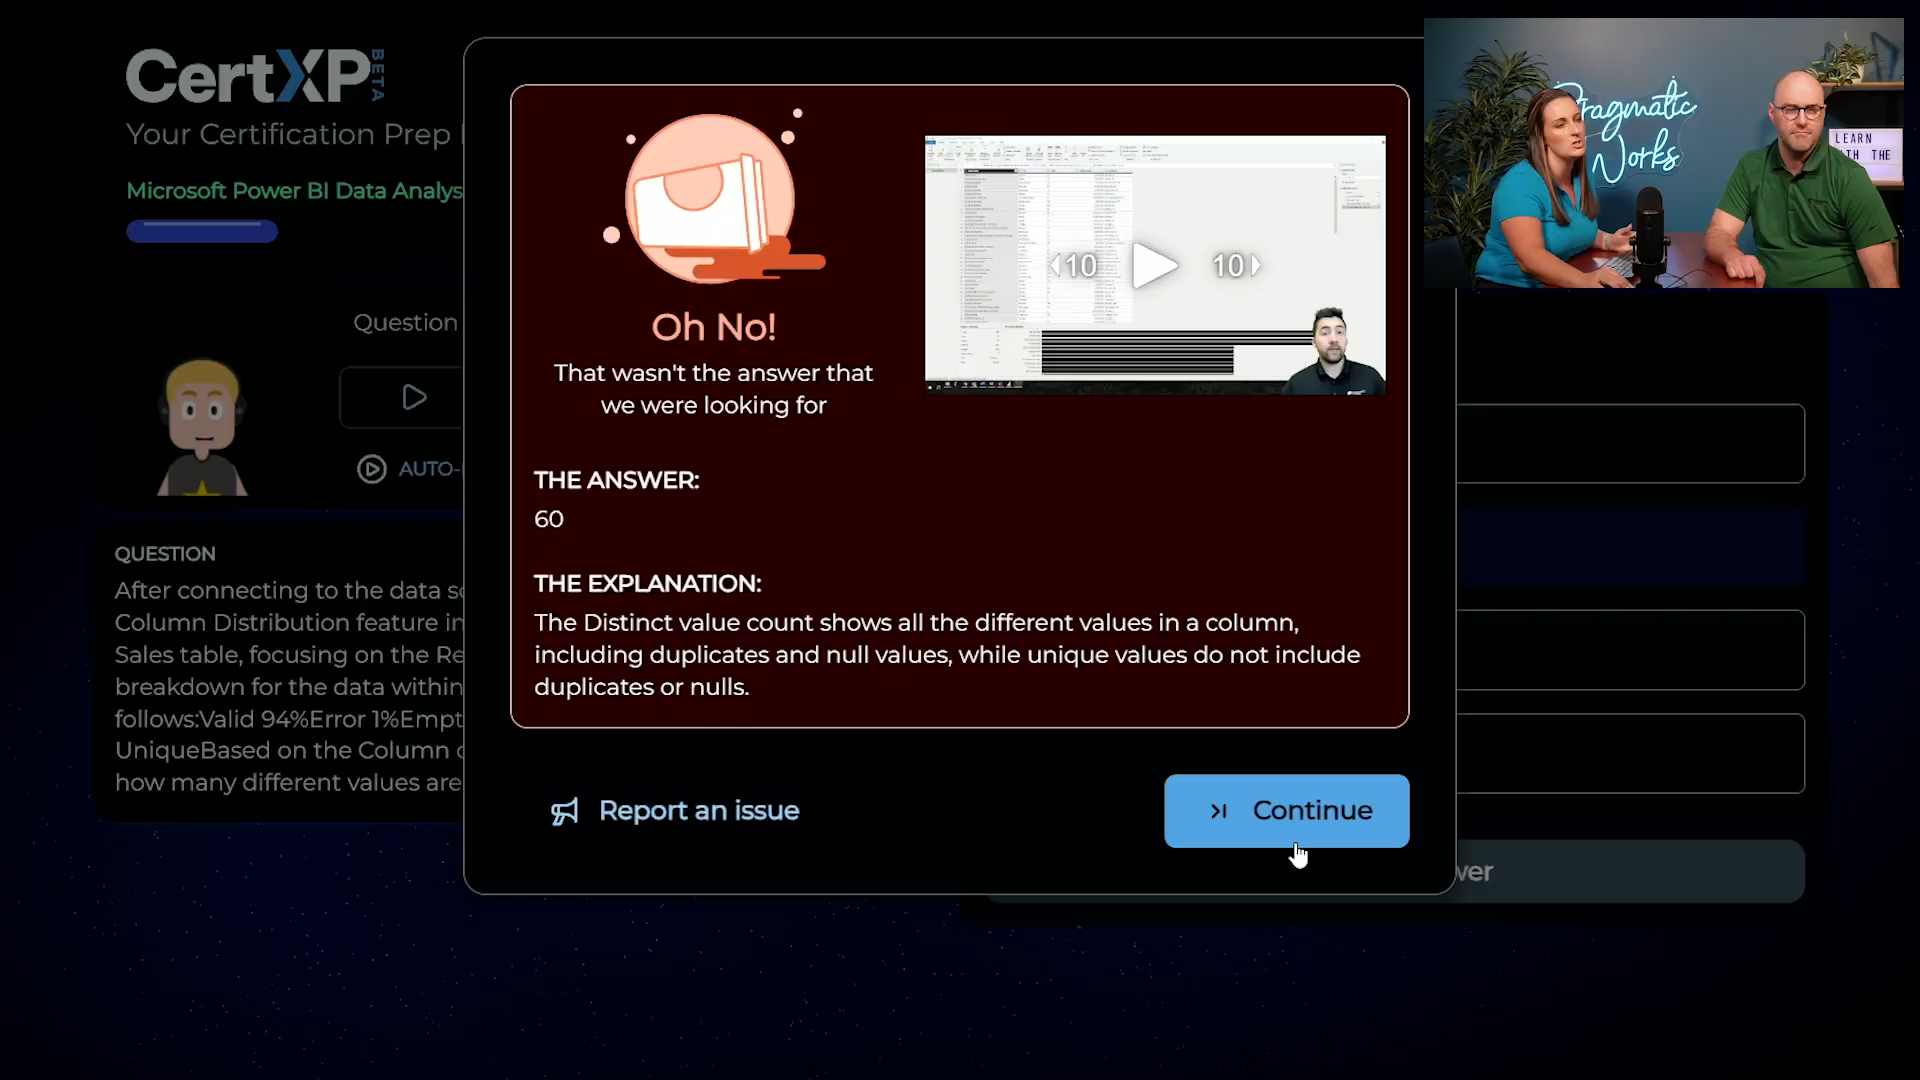 CertXP BETA
Your Certification Prep
Microsoft Power BI Data Analys
Question
AUTO-
QUESTION
After connecting to the data so
Column Distribution feature in
Sales table, focusing on the Re
breakdown for the data within
follows:Valid 94%Error 1%Empt
UniqueBased on the Column
how many different values are
Oh No!
That wasn't the answer that
we were looking for
10
10
THE ANSWER:
60
THE EXPLANATION:
The Distinct value count shows all the different values in a column,
including duplicates and null values, while unique values do not include
duplicates or nulls.
Report an issue
Continue
wer
Pragmatic
Works
LEARN
WITH THE